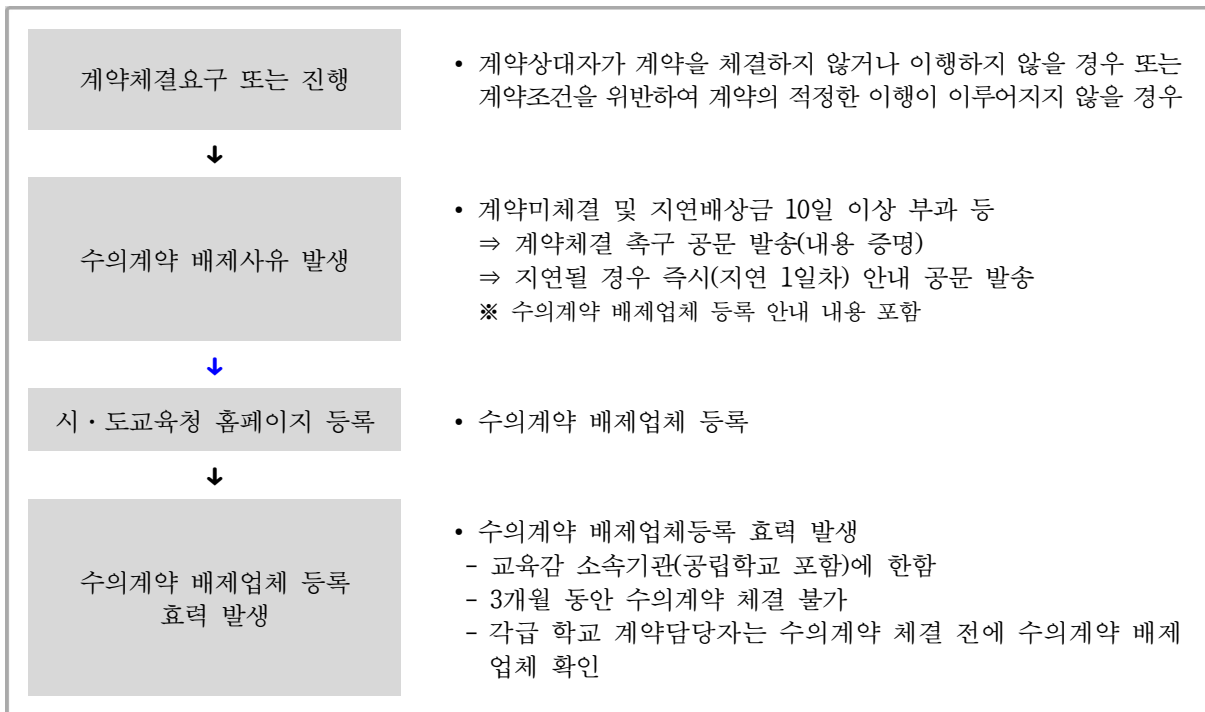 계약체결요구 또는 진행
• 계약상대자가 계약을 체결하지 않거나 이행하지 않을 경우 또는
계약조건을 위반하여 계약의 적정한 이행이 이루어지지 않을 경우
↓
수의계약 배제사유 발생
• 계약미체결 및 지연배상금 10일 이상 부과 등
⇒ 계약체결 촉구 공문 발송(내용 증명)
⇒ 지연될 경우 즉시(지연 1일차) 안내 공문 발송
※ 수의계약 배제업체 등록 안내 내용 포함
↓
시・도교육청 홈페이지 등록
• 수의계약 배제업체 등록
↓
수의계약 배제업체 등록
효력 발생
• 수의계약 배제업체등록 효력 발생
- 교육감 소속기관(공립학교 포함)에 한함
- 3개월 동안 수의계약 체결 불가
- 각급 학교 계약담당자는 수의계약 체결 전에 수의계약 배제
업체 확인